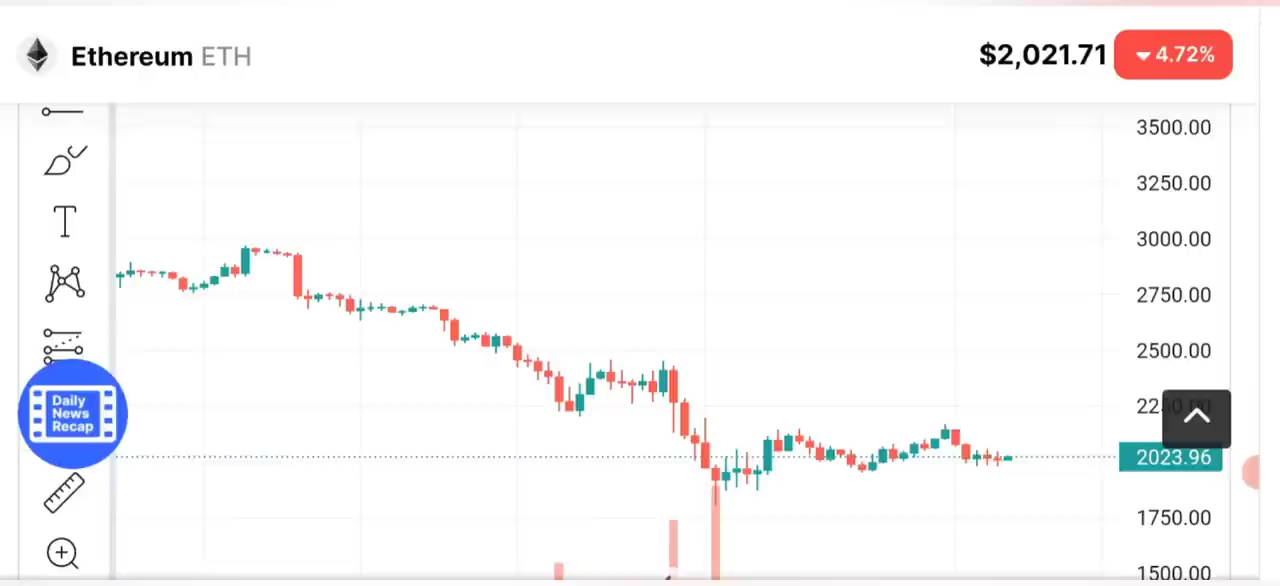 Ethereum ETH
$2,021.71
4.72%
3500.00
3250.00
3000.00
2750.00
2500.00
2023.96
1750.00
1500.00
T
Daily
News
Recap